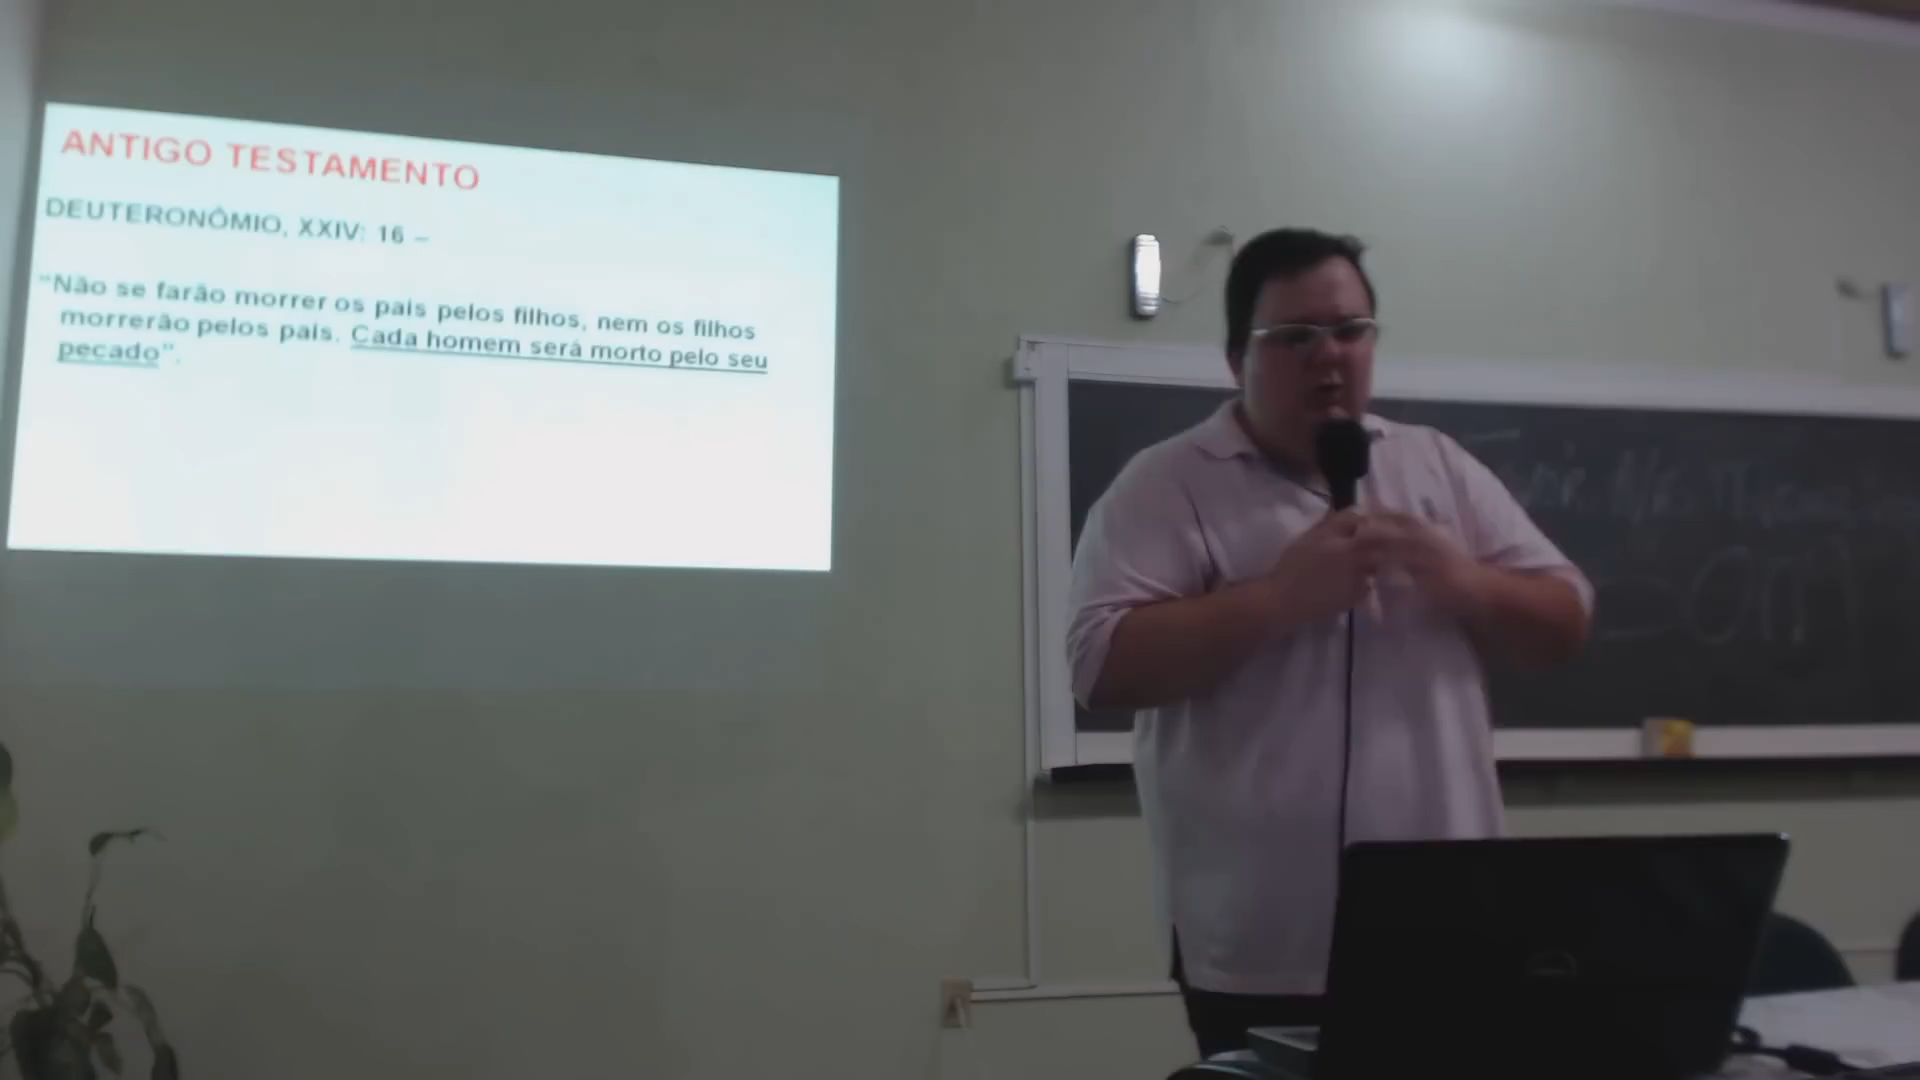 ANTIGO TESTAMENTO
DEUTERONÔMIO, XXIV: 16 –
“Não se farão morrer os pais pelos filhos, nem os filhos
morrerão pelos pais. Cada homem será morto pelo seu
pecado”.